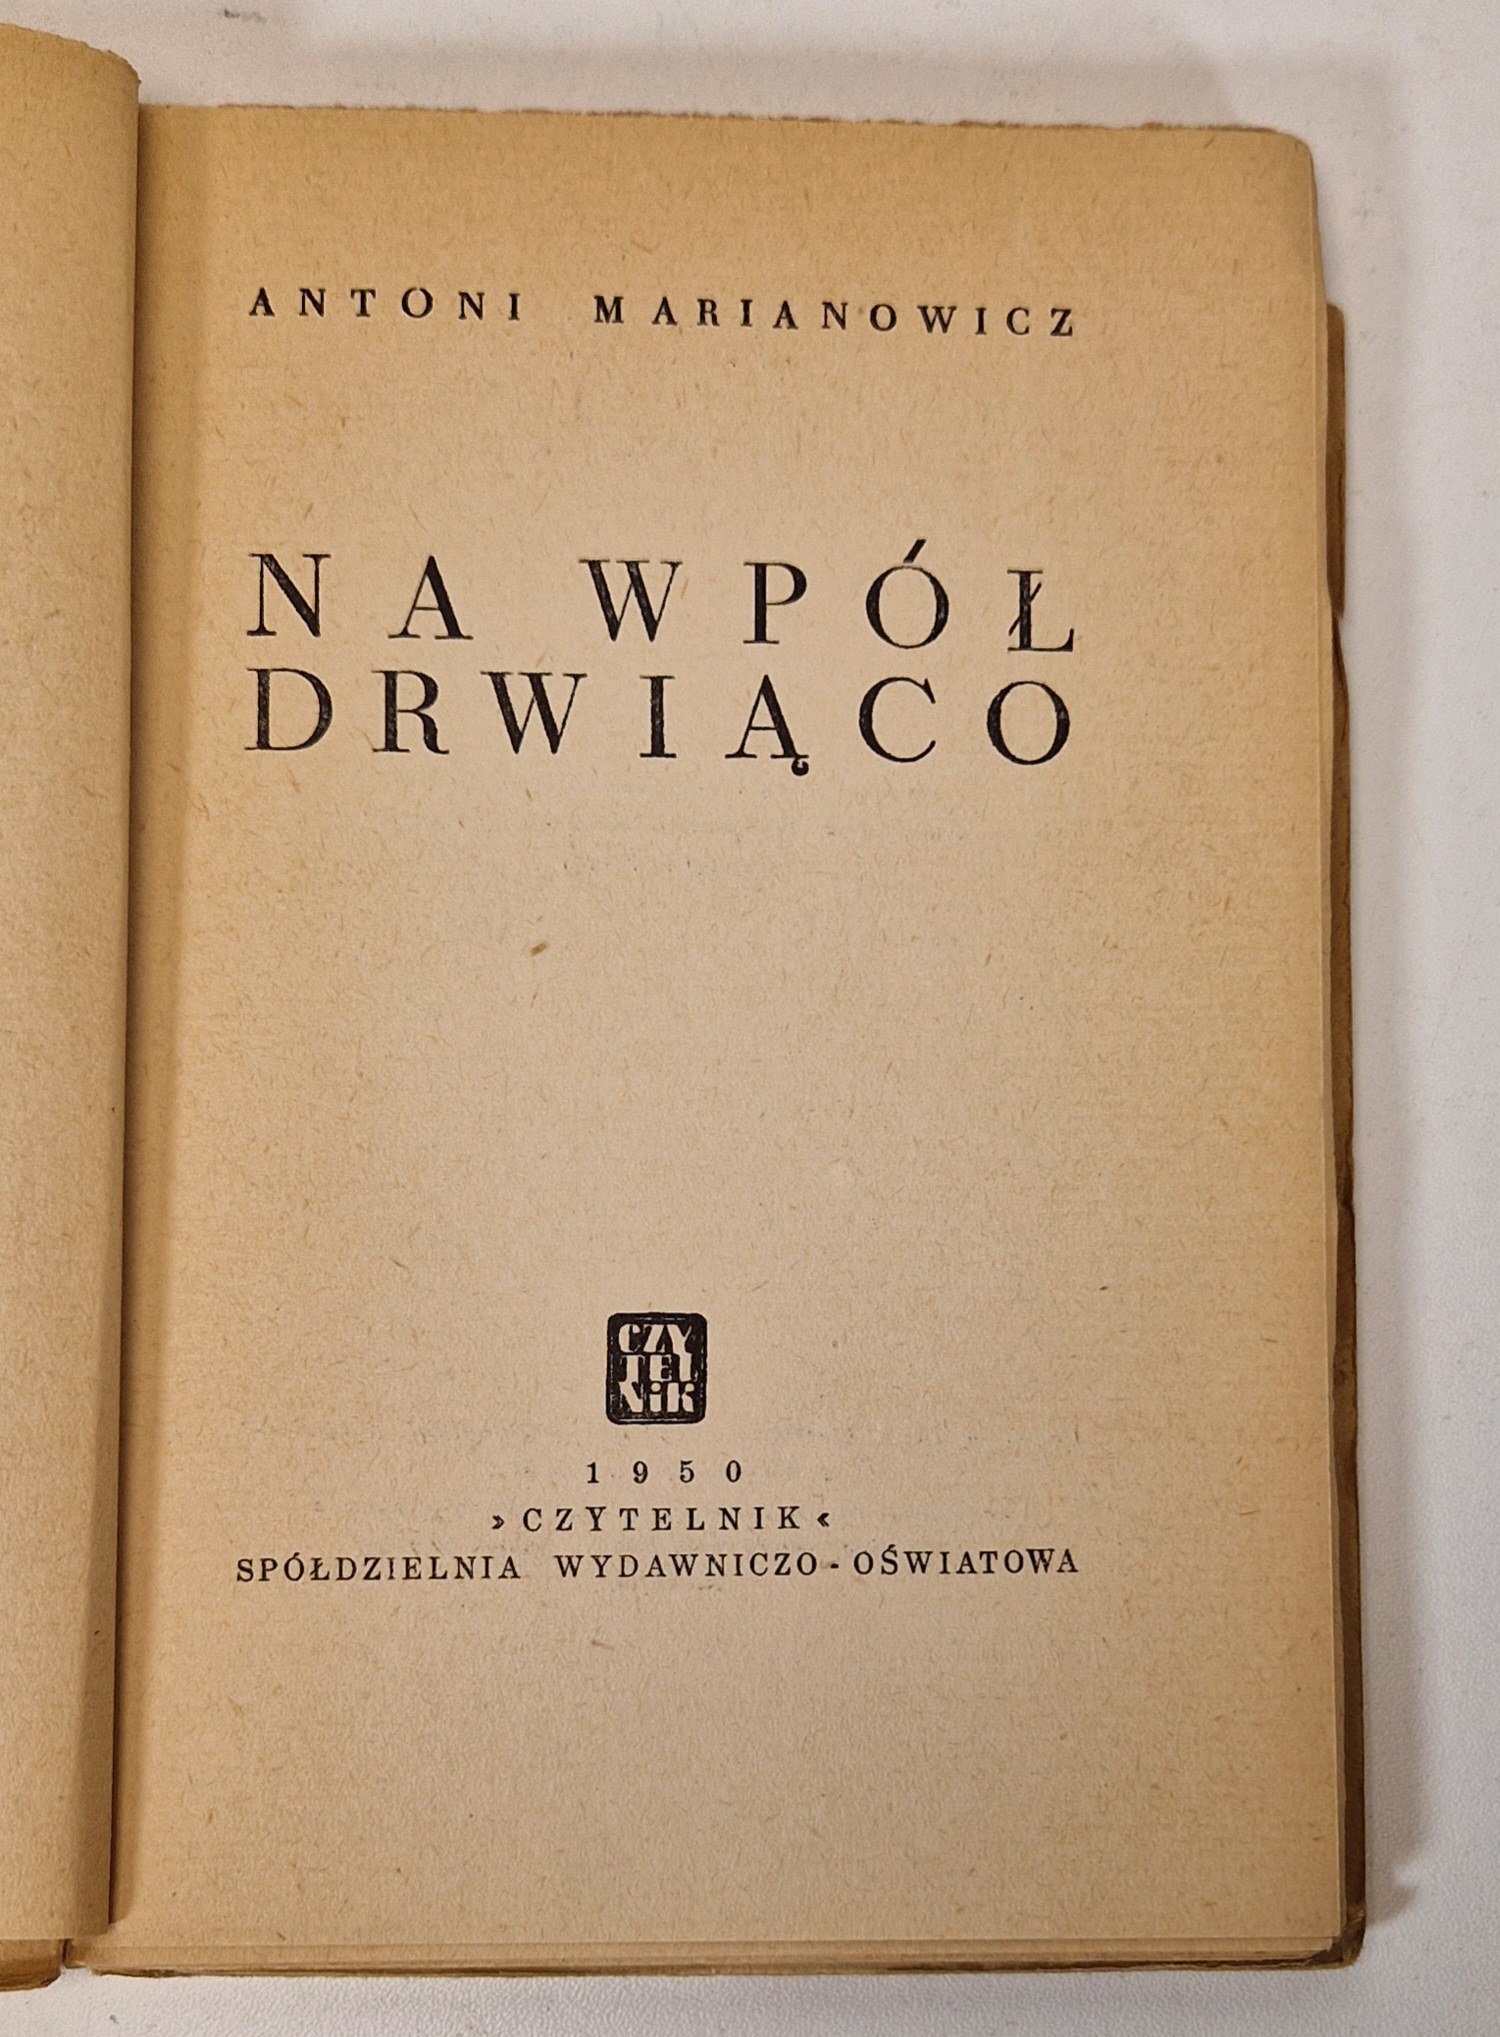 ANTONI MARIANOWICZ
NA WPÓŁ
DRWIĄCO
CZY
TEL
NiK
1950
»CZYTELNIK«
SPÓŁDZIELNIA WYDAWNICZO-OŚWIATOWA